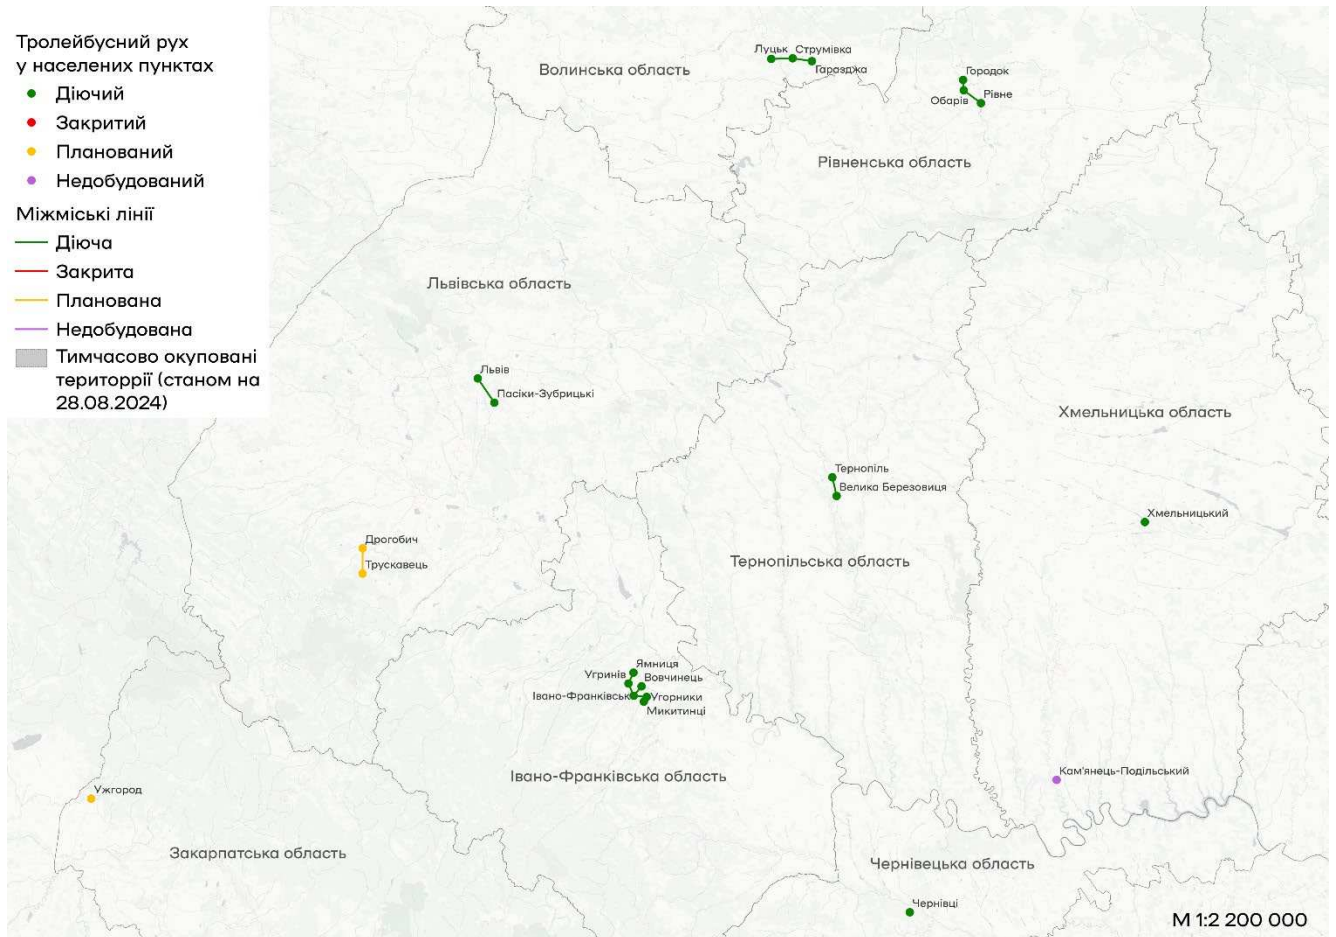 Тролейбусний рух
у населених пунктах
Діючий
Закритий
Планований
Недобудований
Міжміські лінії
Діюча
Закрита
Планована
Недобудована
Тимчасово окуповані
територрії (станом на
28.08.2024)
Волинська область
Луцьк
Струмівка
Гаразджа
Городок
Обарів
Рівне
Рівненська область
Львівська область
Львів
Пасіки-Зубрицькі
Хмельницька область
Тернопіль
Велика Березовиця
Хмельницький
Дрогобич
Трускавець
Тернопільська область
Ямниця
Угринів
Вовчинець
Івано-Франківськ
Угорники
Микитинці
Івано-Франківська область
Кам'янець-Подільський
Ужгород
Закарпатська область
Чернівецька область
Чернівці
М 1:2 200 000